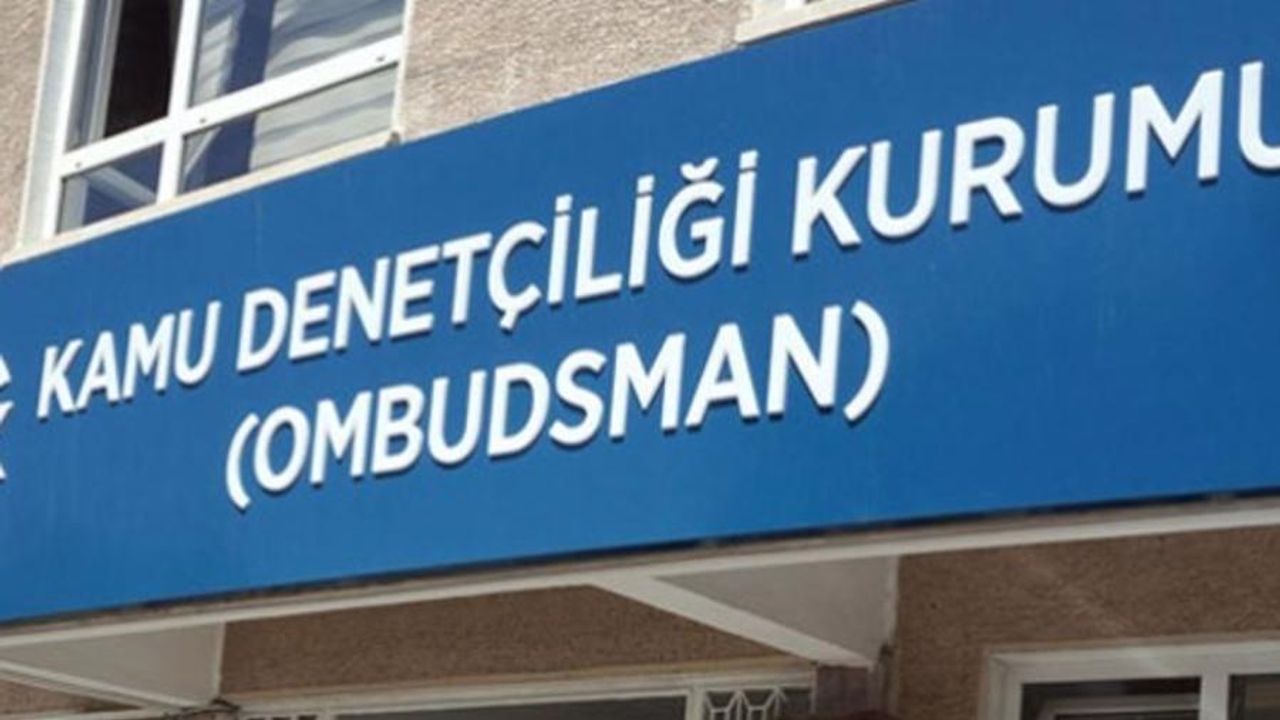 KAMU DENETÇİLİĞİ KURUMU
(OMBUDSMAN)